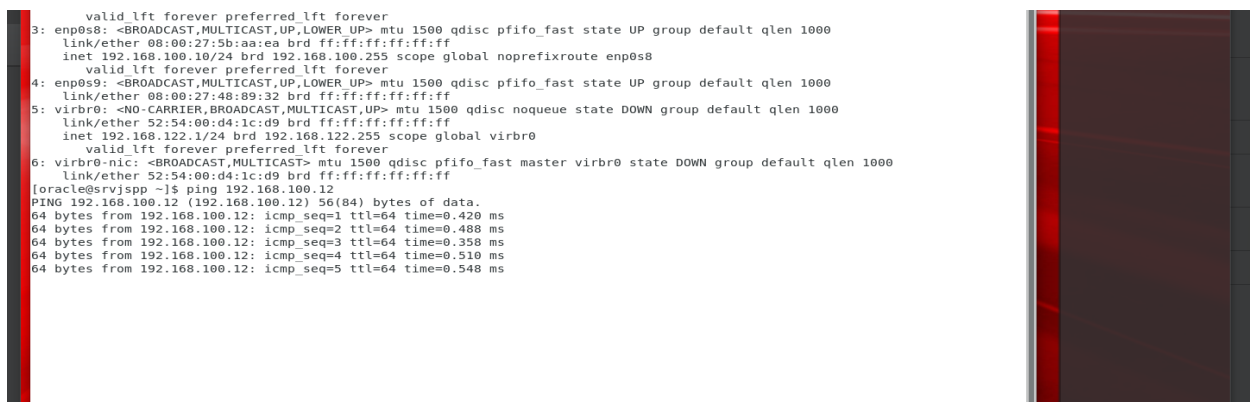 valid_lft forever preferred_lft forever
3: enp0s8: <BROADCAST,MULTICAST,UP,LOWER_UP> mtu 1500 qdisc pfifo_fast state UP group default qlen 1000
link/ether 08:00:27:5b:aa:ea brd ff:ff:ff:ff:ff:ff
inet 192.168.100.10/24 brd 192.168.100.255 scope global noprefixroute enp0s8
valid_lft forever preferred_lft forever
4: enp0s9: <BROADCAST,MULTICAST,UP,LOWER_UP> mtu 1500 qdisc pfifo_fast state UP group default qlen 1000
link/ether 08:00:27:48:89:32 brd ff:ff:ff:ff:ff:ff
5: virbr0: <NO-CARRIER,BROADCAST,MULTICAST,UP> mtu 1500 qdisc noqueue state DOWN group default qlen 1000
link/ether 52:54:00:d4:1c:d9 brd ff:ff:ff:ff:ff:ff
inet 192.168.122.1/24 brd 192.168.122.255 scope global virbr0
valid_lft forever preferred_lft forever
6: virbr0-nic: <BROADCAST,MULTICAST> mtu 1500 qdisc pfifo_fast master virbr0 state DOWN group default qlen 1000
link/ether 52:54:00:d4:1c:d9 brd ff:ff:ff:ff:ff:ff
[oracle@srvjspp ~]$ ping 192.168.100.12
PING 192.168.100.12 (192.168.100.12) 56(84) bytes of data.
64 bytes from 192.168.100.12: icmp_seq=1 ttl=64 time=0.420 ms
64 bytes from 192.168.100.12: icmp_seq=2 ttl=64 time=0.488 ms
64 bytes from 192.168.100.12: icmp_seq=3 ttl=64 time=0.358 ms
64 bytes from 192.168.100.12: icmp_seq=4 ttl=64 time=0.510 ms
64 bytes from 192.168.100.12: icmp_seq=5 ttl=64 time=0.548 ms